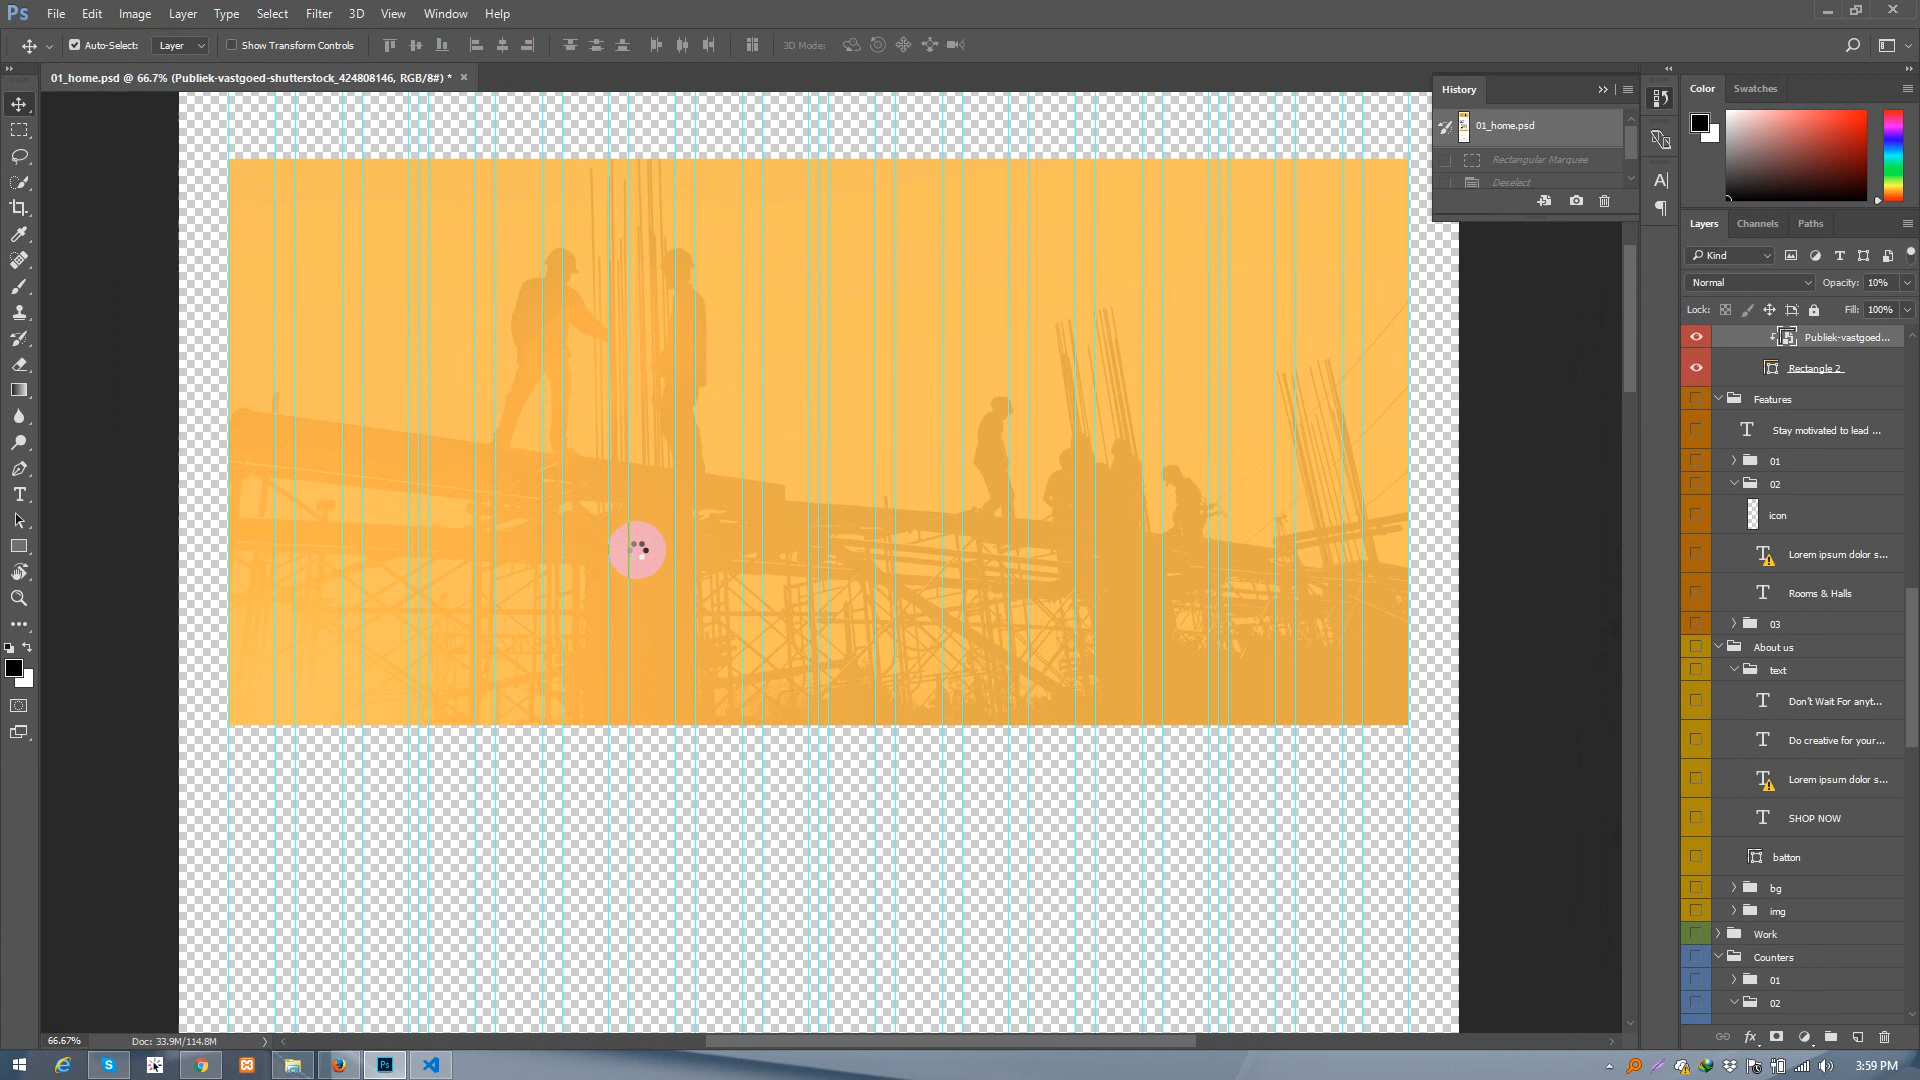 Ps File Edit Image Layer Type Select Filter 3D View Window Help
Auto-Select: Layer Show Transform Controls 3D Mode:
01_home.psd @ 66.7% (Publiek-vastgoed-shutterstock_424808146, RGB/8#) *
History
01_home.psd
Rectangular Marquee
Deselect
Color Swatches
Layers Channels Paths
Kind
Normal Opacity: 10%
Lock: Fill: 100%
Publiek-vastgoed...
Rectangle 2
Features
Stay motivated to lead ...
01
02
icon
Lorem ipsum dolor s...
Rooms & Halls
03
About us
text
Don't Wait For anyt...
Do creative for your...
Lorem ipsum dolor s...
SHOP NOW
batton
bg
img
Work
Counters
01
02
66.67% Doc: 33.9M/114.8M
3:59 PM